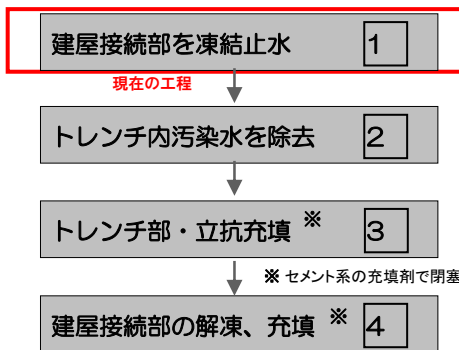 建屋接続部を凍結止水 1
現在の工程
トレンチ内汚染水を除去 2
トレンチ部・立抗充填 ※ 3
※ セメント系の充填剤で閉塞
建屋接続部の解凍、充填 ※ 4